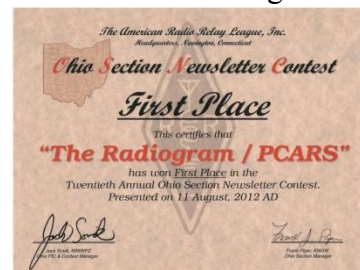 The American Radio Relay League, Inc.
Headquarters, Newington, Connecticut
Ohio Section Newsletter Contest
First Place
This certifies that
"The Radiogram / PCARS"
has won First Place in the
Twentieth Annual Ohio Section Newsletter Contest.
Presented on 11 August, 2012 AD
Ohio PIC & Contest Manager
Ohio Section Manager